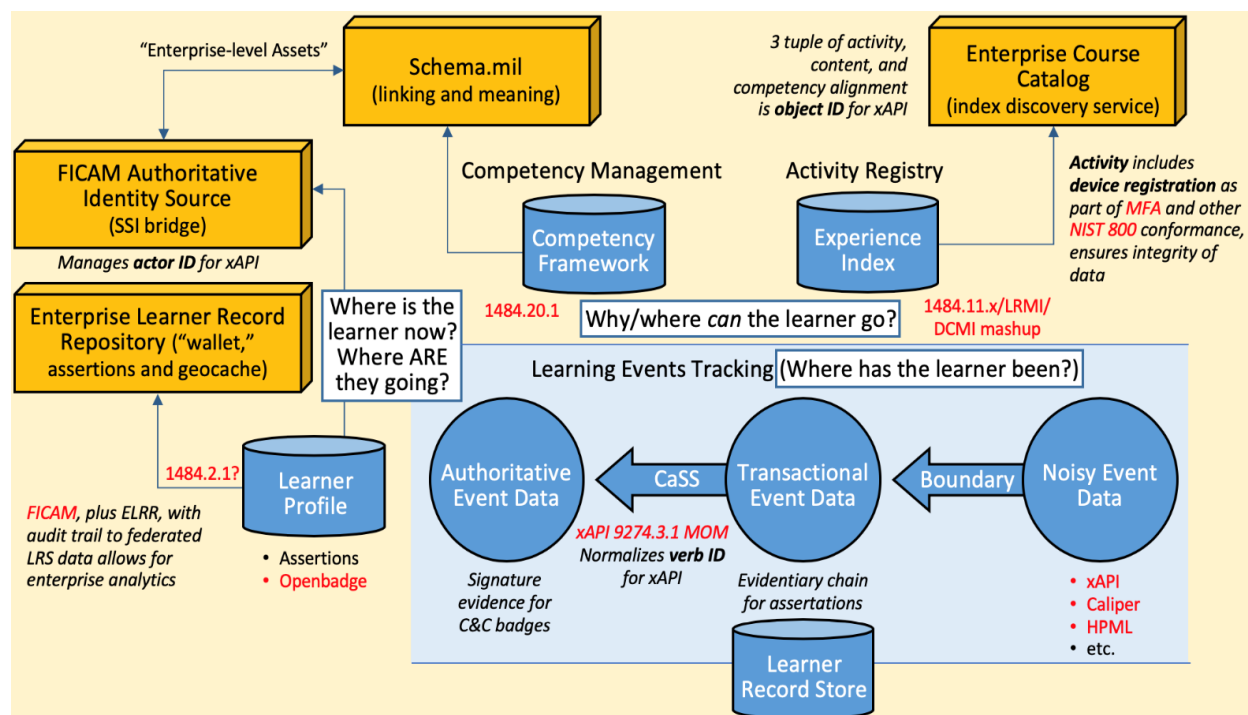 “Enterprise-level Assets”
Schema.mil
(linking and meaning)
3 tuple of activity,
content, and
competency alignment
is object ID for xAPI
Enterprise Course
Catalog
(index discovery service)
FICAM Authoritative
Identity Source
(SSI bridge)
Manages actor ID for xAPI
Competency Management
Competency
Framework
1484.20.1
Activity Registry
Experience
Index
1484.11.x/LRMI/
DCMI mashup
Activity includes
device registration as
part of MFA and other
NIST 800 conformance,
ensures integrity of
data
Enterprise Learner Record
Repository (“wallet,”
assertions and geocache)
Where is the
learner now?
Where ARE
they going?
Why/where can the learner go?
Learning Events Tracking (Where has the learner been?)
1484.2.1?
Learner
Profile
• Assertions
• Openbadge
FICAM, plus ELRR, with
audit trail to federated
LRS data allows for
enterprise analytics
Authoritative
Event Data
CaSS
Transactional
Event Data
Boundary
Noisy Event
Data
xAPI 9274.3.1 MOM
Normalizes verb ID
for xAPI
Signature
evidence for
C&C badges
Evidentiary chain
for assertations
Learner
Record Store
• xAPI
• Caliper
• HPML
• etc.